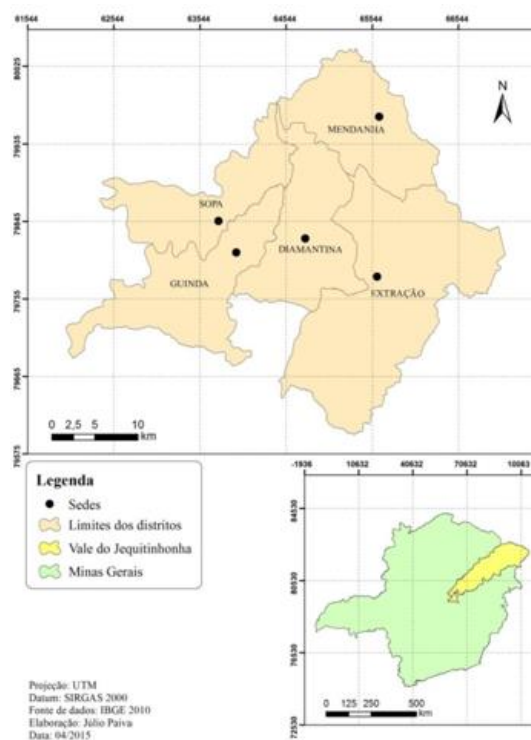 61544 62544 63544 64544 65544 66544
80025
79935
79845
79755
79665
79575
N
MENDANHA
SOPA
DIAMANTINA
GUINDA
EXTRAÇÃO
0 2,5 5 10
km
Legenda
Sedes
Limites dos distritos
Vale do Jequitinhonha
Minas Gerais
-1936 10632 40632 70632 10063
84530
80530
76530
72530
0 125 250 500
km
Projeção: UTM
Datum: SIRGAS 2000
Fonte de dados: IBGE 2010
Elaboração: Júlio Paiva
Data: 04/2015